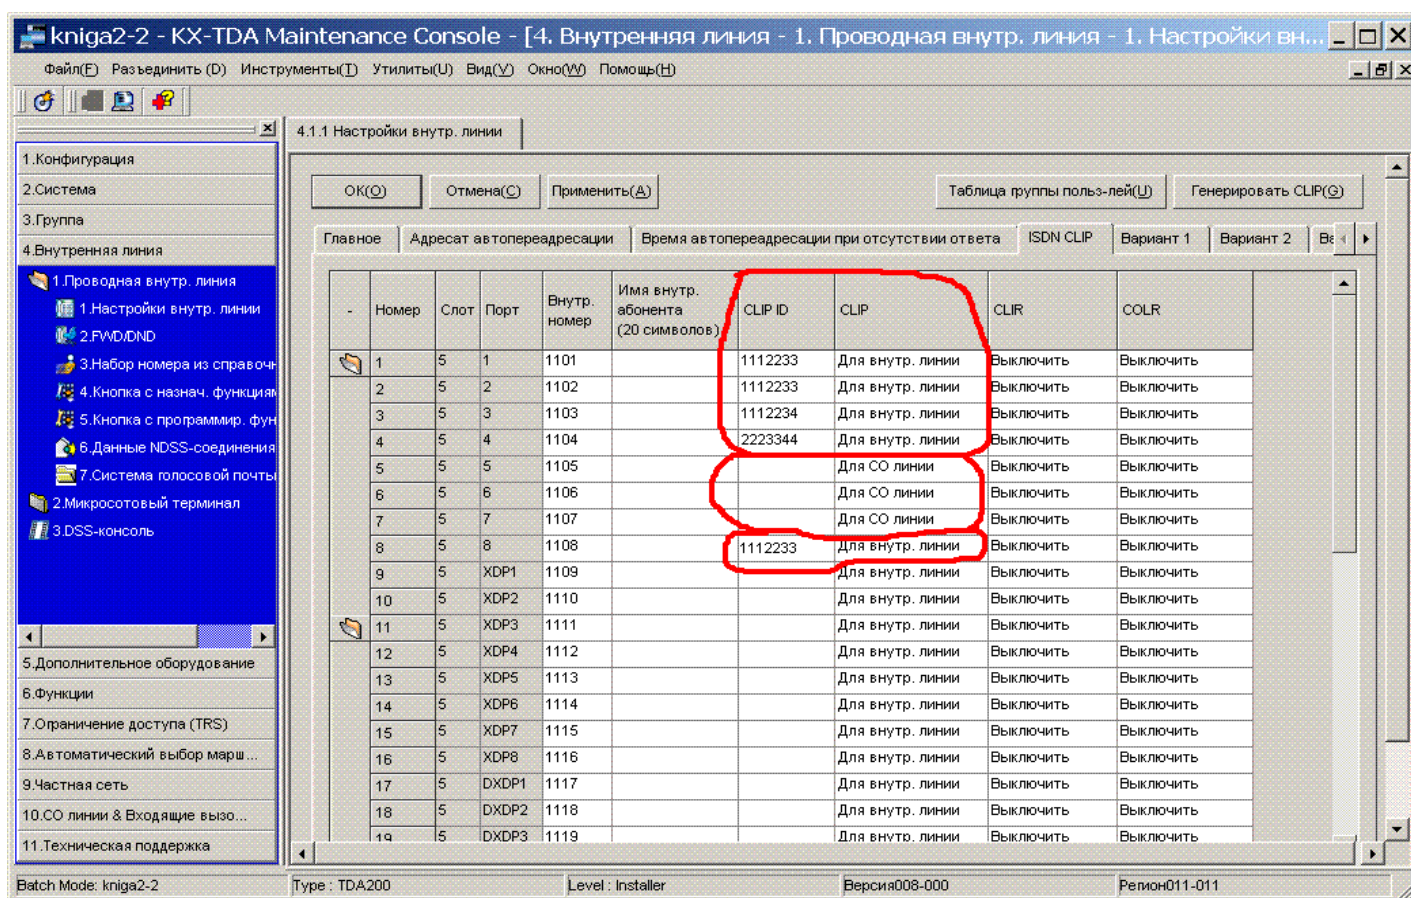 kniga2-2 - KX-TDA Maintenance Console - [4. Внутренняя линия - 1. Проводная внутр. линия - 1. Настройки вн...
Файл(F) Разъединить (D) Инструменты(T) Утилиты(U) Вид(V) Окно(W) Помощь(H)
4.1.1 Настройки внутр. линии
1.Конфигурация
2.Система
3.Группа
4.Внутренняя линия
1.Проводная внутр. линия
1.Настройки внутр. линии
2.FWD/DND
3.Набор номера из справочн
4.Кнопка с назнач. функциям
5.Кнопка с программир. фун
6.Данные NDSS-соединения
7.Система голосовой почты
2.Микросотовый терминал
3.DSS-консоль
5.Дополнительное оборудование
6.Функции
7.Ограничение доступа (TRS)
8.Автоматический выбор марш...
9.Частная сеть
10.CO линии & Входящие вызо...
11.Техническая поддержка
OK(O) Отмена(C) Применить(A) Таблица группы польз-лей(U) Генерировать CLIP(G)
Главное Адресат автопереадресации Время автопереадресации при отсутствии ответа ISDN CLIP Вариант 1 Вариант 2 Ва
- Номер Слот Порт Внутр. номер Имя внутр. абонента (20 символов) CLIP ID CLIP CLIR COLR
1 5 1 1101 1112233 Для внутр. линии Выключить Выключить
2 5 2 1102 1112233 Для внутр. линии Выключить Выключить
3 5 3 1103 1112234 Для внутр. линии Выключить Выключить
4 5 4 1104 2223344 Для внутр. линии Выключить Выключить
5 5 5 1105 Для CO линии Выключить Выключить
6 5 6 1106 Для CO линии Выключить Выключить
7 5 7 1107 Для CO линии Выключить Выключить
8 5 8 1108 1112233 Для внутр. линии Выключить Выключить
9 5 XDP1 1109 Для внутр. линии Выключить Выключить
10 5 XDP2 1110 Для внутр. линии Выключить Выключить
11 5 XDP3 1111 Для внутр. линии Выключить Выключить
12 5 XDP4 1112 Для внутр. линии Выключить Выключить
13 5 XDP5 1113 Для внутр. линии Выключить Выключить
14 5 XDP6 1114 Для внутр. линии Выключить Выключить
15 5 XDP7 1115 Для внутр. линии Выключить Выключить
16 5 XDP8 1116 Для внутр. линии Выключить Выключить
17 5 DXDP1 1117 Для внутр. линии Выключить Выключить
18 5 DXDP2 1118 Для внутр. линии Выключить Выключить
19 5 DXDP3 1119 Для внутр. линии Выключить Выключить
Batch Mode: kniga2-2 Type : TDA200 Level : Installer Версия008-000 Регион011-011